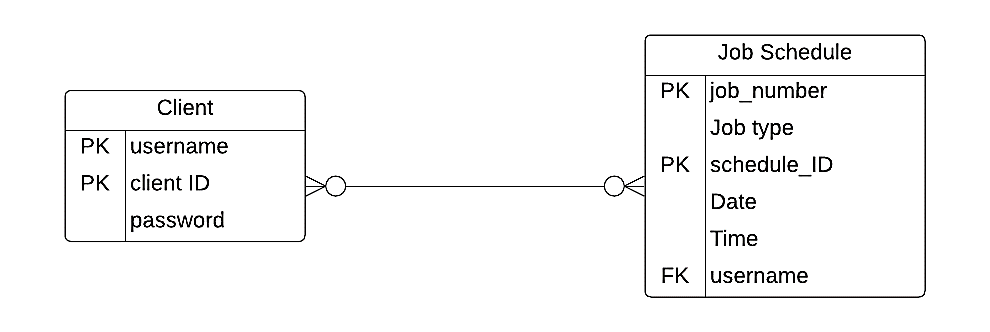 Client
PK username
PK client ID
password
Job Schedule
PK job_number
Job type
PK schedule_ID
Date
Time
FK username